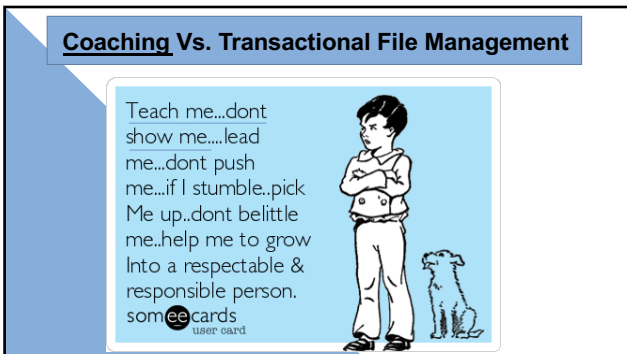 Coaching Vs. Transactional File Management
Teach me...dont
show me....lead
me...dont push
me...if I stumble..pick
Me up..dont belittle
me..help me to grow
Into a respectable &
responsible person.
someecards
user card